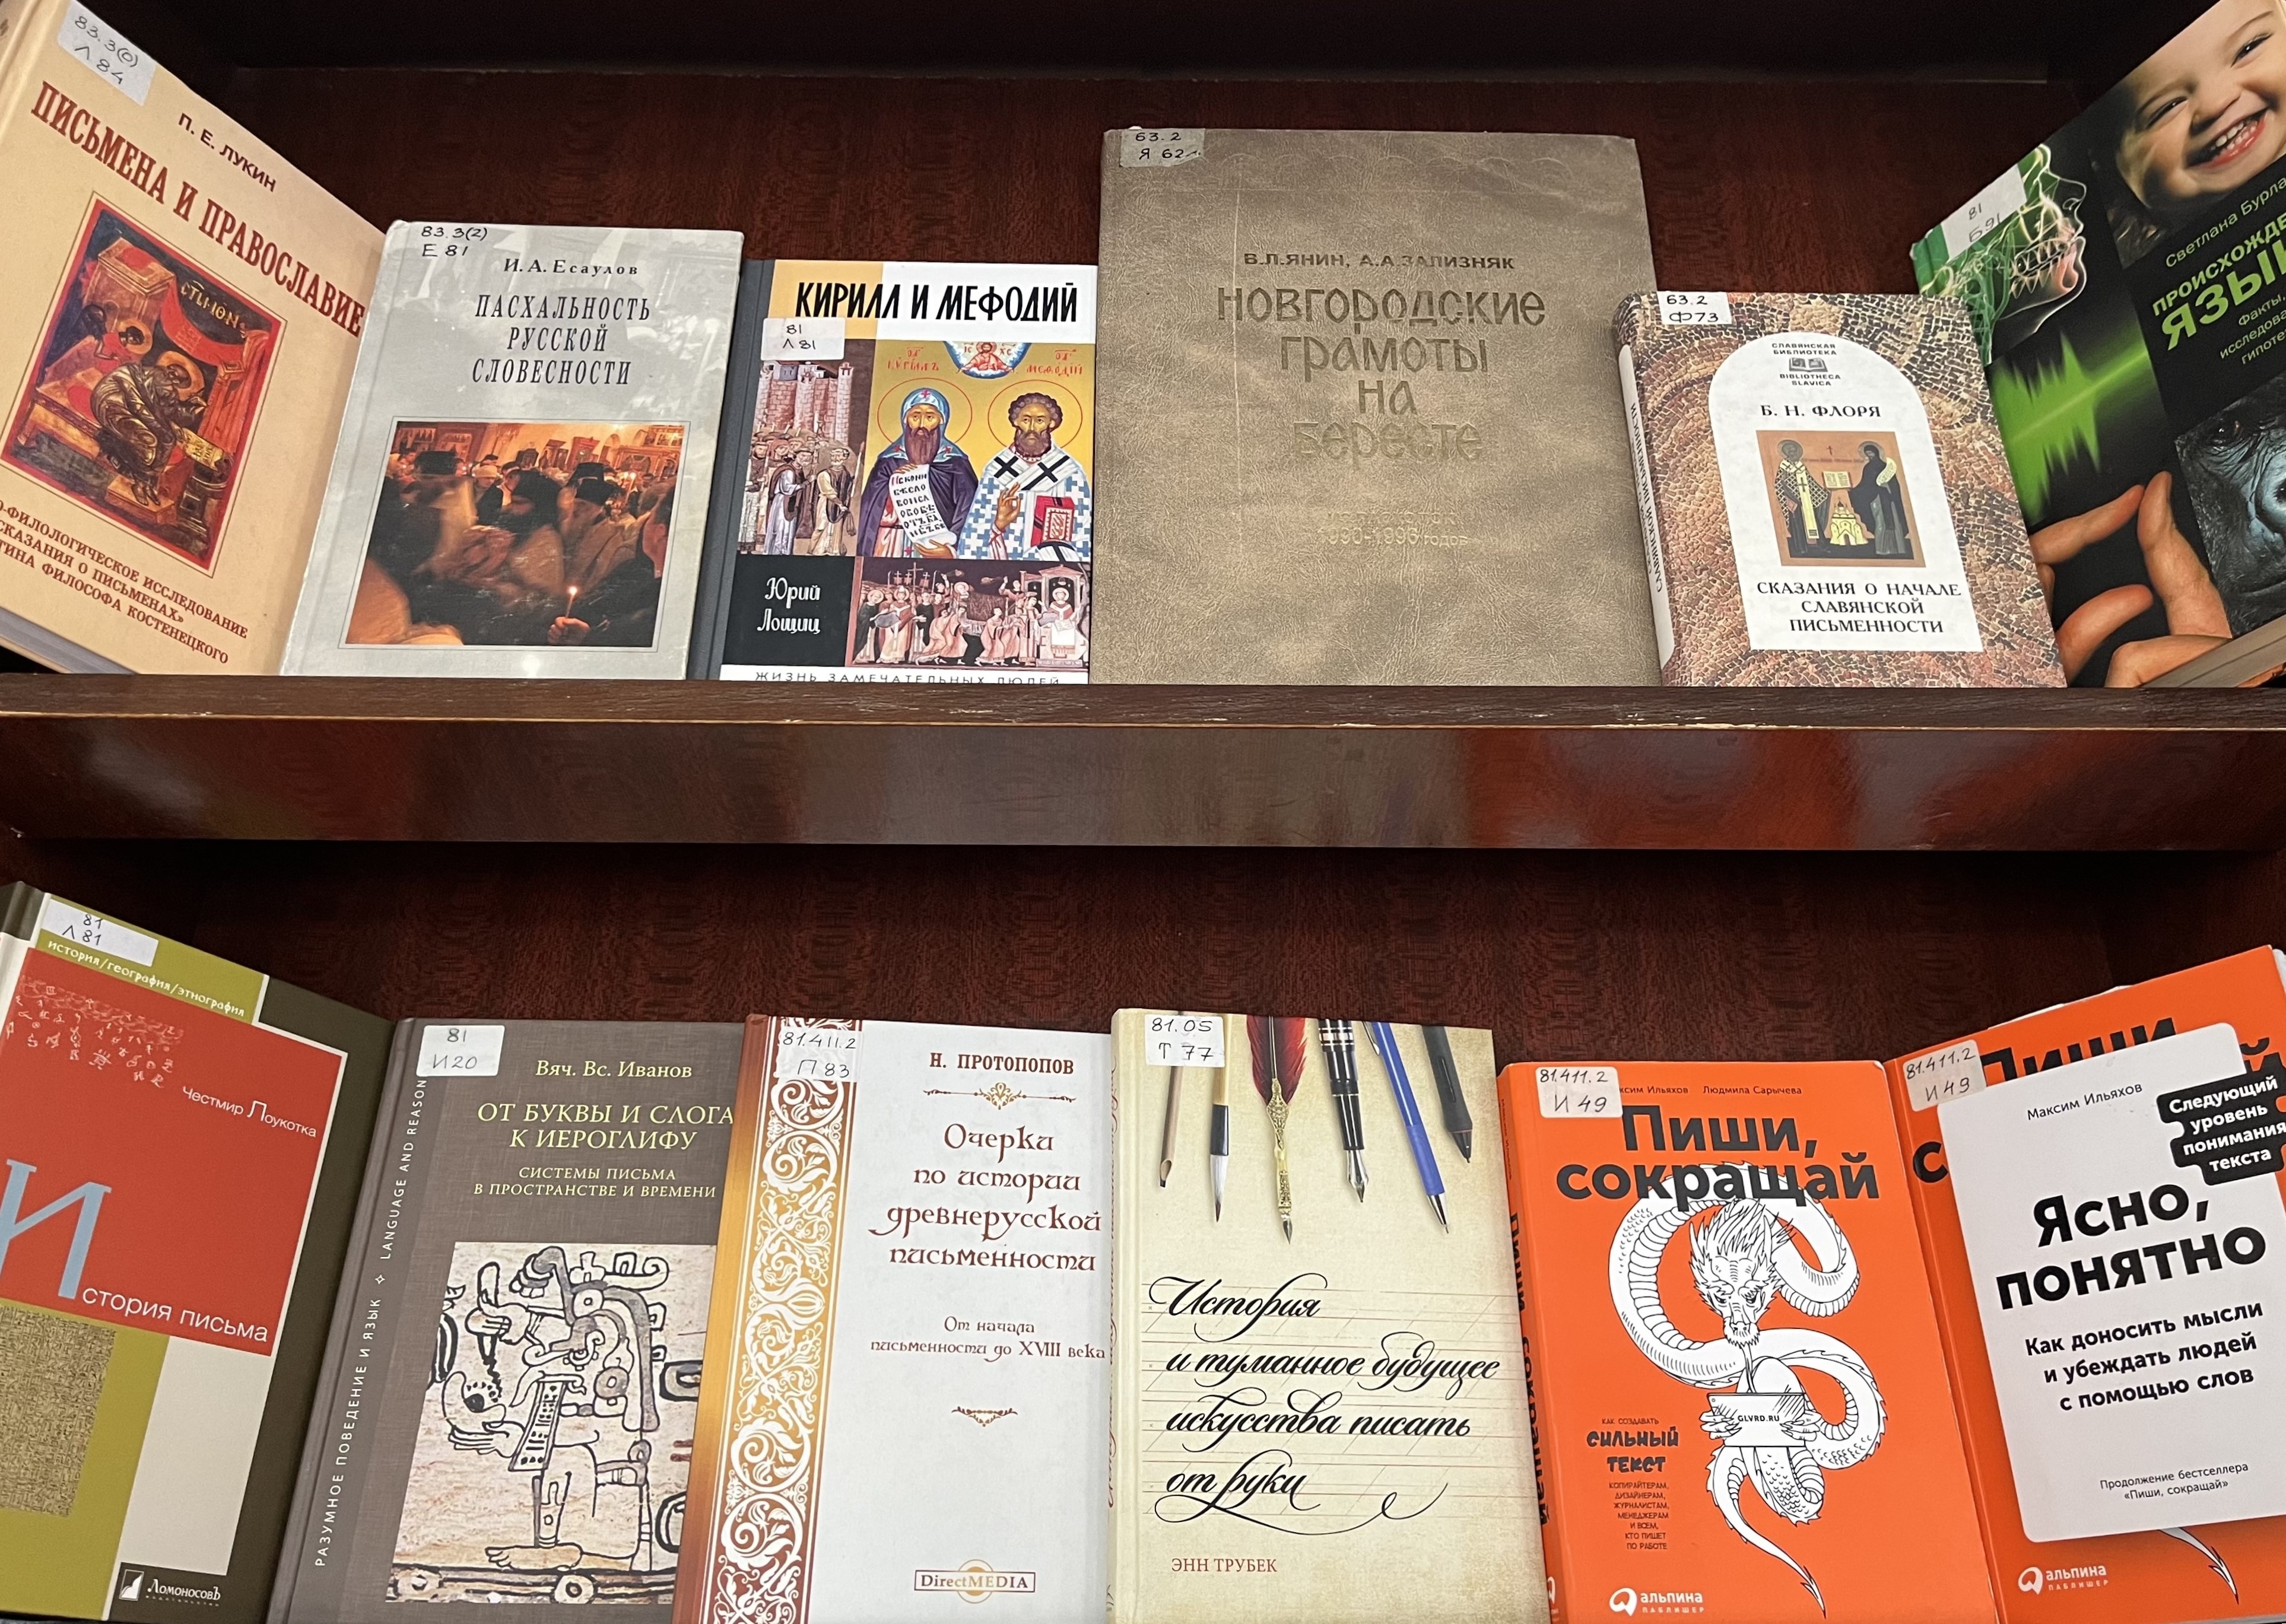 83.3(0)
Л 84
П. Е. ЛУКИН
ПИСЬМЕНА И ПРАВОСЛАВИЕ
-ФИЛОЛОГИЧЕСКОЕ ИССЛЕДОВАНИЕ
СКАЗАНИЯ О ПИСЬМЕНАХ»
ФИЛОСОФА КОСТЕНЕЦКОГО
83.3(2)
Е 81
И. А. Есаулов
ПАСХАЛЬНОСТЬ
РУССКОЙ
СЛОВЕСНОСТИ
КИРИЛЛ И МЕФОДИЙ
81
Л 81
Юрий
Лощиц
ЖИЗНЬ ЗАМЕЧАТЕЛЬНЫХ ЛЮДЕЙ
63.2
Я 62
В.Л.ЯНИН, А.А.ЗАЛИЗНЯК
НОВГОРОДСКИЕ
ГРАМОТЫ
НА
БЕРЕСТЕ
годов
63.2
Ф73
СЛАВЯНСКАЯ
БИБЛИОТЕКА
BIBLIOTHECA
SLAVICA
Б. Н. ФЛОРЯ
СКАЗАНИЯ О НАЧАЛЕ
СЛАВЯНСКОЙ
ПИСЬМЕННОСТИ
81
Б91
Светлана Бурла
ПРОИСХОЖДЕ
ЯЗЫ
Факты,
исследова
гипоте
81
Л 81
история/география/этнография
Честмир Лоукотка
История письма
ЛомоносовЪ
81
И20
Вяч. Вс. Иванов
ОТ БУКВЫ И СЛОГА
К ИЕРОГЛИФУ
СИСТЕМЫ ПИСЬМА
В ПРОСТРАНСТВЕ И ВРЕМЕНИ
РАЗУМНОЕ ПОВЕДЕНИЕ И ЯЗЫК ✧ LANGUAGE AND REASON
81.411.2
П 83
Н. ПРОТОПОПОВ
Очерки
по истории
древнерусской
письменности
От начала
письменности до XVIII века
DirectMEDIA
81.05
Т 77
История
и туманное будущее
искусства писать
от руки
ЭНН ТРУБЕК
81.411.2
И 49
ксим Ильяхов Людмила Сарычева
Пиши,
сокращай
GLVRD.RU
КАК СОЗДАВАТЬ
СИЛЬНЫЙ
ТЕКСТ
КОПИРАЙТЕРАМ,
ДИЗАЙНЕРАМ,
ЖУРНАЛИСТАМ,
МЕНЕДЖЕРАМ
И ВСЕМ,
КТО ПИШЕТ
ПО РАБОТЕ
альпина
ПАБЛИШЕР
81.411.2
И 49
Пиши
с
й
Максим Ильяхов
Следующий
уровень
понимания
текста
Ясно,
понятно
Как доносить мысли
и убеждать людей
с помощью слов
Продолжение бестселлера
«Пиши, сокращай»
альпина
ПАБЛИШЕР